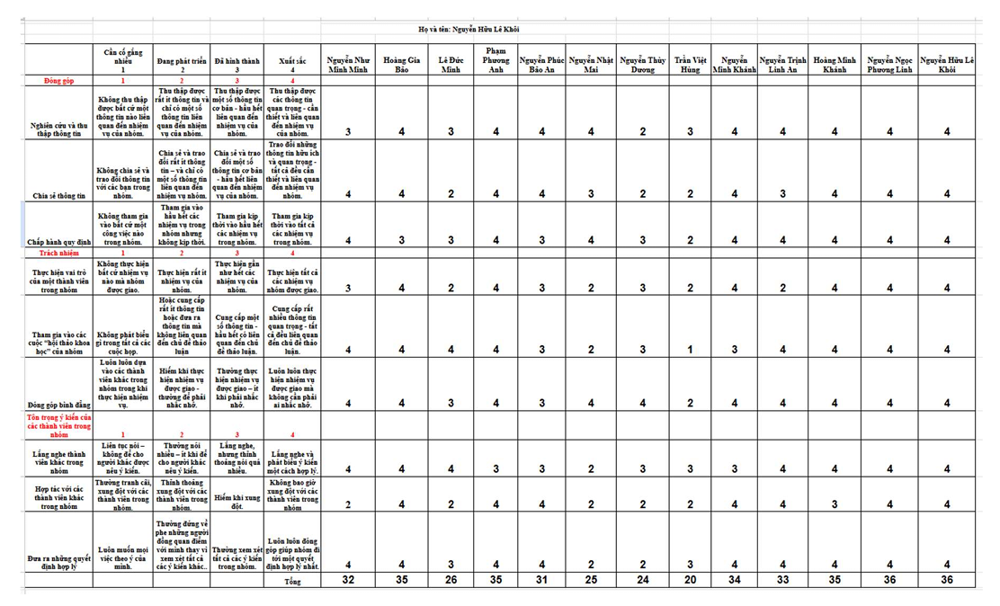 Họ và tên: Nguyễn Hữu Lê Khôi
Cần cố gắng nhiều 1 Đang phát triển 2 Đã hình thành 3 Xuất sắc 4 Nguyễn Như Minh Minh Hoàng Gia Bảo Lê Đức Minh Phạm Phương Anh Nguyễn Phúc Bảo An Nguyễn Nhật Mai Nguyễn Thùy Dương Trần Việt Hùng Nguyễn Minh Khánh Nguyễn Trịnh Linh An Hoàng Minh Khánh Nguyễn Ngọc Phương Linh Nguyễn Hữu Lê Khôi
Đóng góp 1 2 3 4
Nghiên cứu và thu thập thông tin Không thu thập được bất cứ một thông tin nào liên quan đến nhiệm vụ của nhóm. Thu thập được rất ít thông tin và chỉ có một số thông tin liên quan đến nhiệm vụ của nhóm. Thu thập được một số thông tin cơ bản - hầu hết liên quan đến nhiệm vụ của nhóm. Thu thập được các thông tin quan trọng - cần thiết và liên quan đến nhiệm vụ của nhóm. 3 4 3 4 4 4 2 3 4 4 4 4 4
Chia sẻ thông tin Không chia sẻ và trao đổi thông tin với các bạn trong nhóm. Chia sẻ và trao đổi rất ít thông tin – và chỉ có một số thông tin liên quan đến nhiệm vụ nhóm. Chia sẻ và trao đổi một số thông tin cơ bản - hầu hết liên quan đến nhiệm vụ của nhóm. Trao đổi những thông tin hữu ích và quan trọng - tất cả đều cần thiết và liên quan đến nhiệm vụ nhóm. 4 4 2 4 4 3 2 2 4 3 4 4 4
Chấp hành quy định Không tham gia vào bất cứ một công việc nào trong nhóm. Tham gia vào hầu hết các nhiệm vụ trong nhóm nhưng không kịp thời. Tham gia kịp thời vào hầu hết các nhiệm vụ trong nhóm. Tham gia kịp thời vào tất cả các nhiệm vụ trong nhóm. 4 3 3 4 3 4 3 2 4 4 4 4 4
Trách nhiệm 1 2 3 4
Thực hiện vai trò của một thành viên trong nhóm Không thực hiện bất cứ nhiệm vụ nào mà nhóm được giao. Thực hiện rất ít nhiệm vụ của nhóm. Thực hiện gần như hết các nhiệm vụ của nhóm. Thực hiện tất cả các nhiệm vụ nhóm được giao. 3 4 2 4 3 2 3 2 4 2 4 4 4
Tham gia vào các cuộc “hội thảo khoa học” của nhóm Không phát biểu gì trong tất cả các cuộc họp. Hoặc cung cấp rất ít thông tin hoặc đưa ra thông tin mà không liên quan đến chủ đề thảo luận Cung cấp một số thông tin - hầu hết có liên quan đến chủ đề thảo luận. Cung cấp rất nhiều thông tin quan trọng - tất cả đều liên quan đến chủ đề thảo luận. 4 4 4 4 3 2 3 1 3 4 4 4 4
Đóng góp bình đẳng Luôn luôn dựa vào các thành viên khác trong nhóm trong khi thực hiện nhiệm vụ. Hiếm khi thực hiện nhiệm vụ được giao - thường để phải nhắc nhở. Thường thực hiện nhiệm vụ được giao – ít khi phải nhắc nhở. Luôn luôn thực hiện nhiệm vụ được giao mà không cần phải ai nhắc nhở. 4 4 3 4 3 4 4 2 4 4 4 4 4
Tôn trọng ý kiến của các thành viên trong nhóm 1 2 3 4
Lắng nghe thành viên khác trong nhóm Liên tục nói – không để cho người khác được nêu ý kiến. Thường nói nhiều – ít khi để cho người khác nêu ý kiến. Lắng nghe, nhưng thỉnh thoảng nói quá nhiều. Lắng nghe và phát biểu ý kiến một cách hợp lý. 4 4 4 3 3 2 3 3 3 4 4 4 4
Hợp tác với các thành viên khác trong nhóm Thường tranh cãi, xung đột với các thành viên trong nhóm. Thỉnh thoảng xung đột với các thành viên trong nhóm. Hiếm khi xung đột. Không bao giờ xung đột với các thành viên trong nhóm 2 4 2 4 4 2 2 2 4 4 3 4 4
Đưa ra những quyết định hợp lý Luôn muốn mọi việc theo ý của mình. Thường đứng về phe những người đồng quan điểm với mình thay vì xem xét tất cả các ý kiến khác.. Thường xem xét tất cả các ý kiến trong nhóm. Luôn luôn đóng góp giúp nhóm đi tới một quyết định hợp lý nhất. 4 4 3 4 4 2 2 3 4 4 4 4 4
Tổng 32 35 26 35 31 25 24 20 34 33 35 36 36